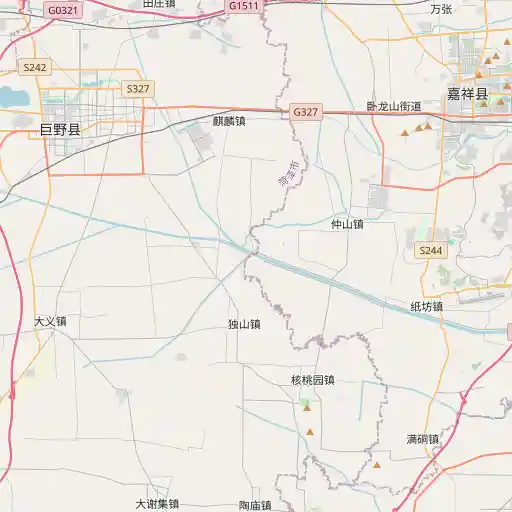 G0321
田庄镇
G1511
万张
S242
S327
嘉祥县
G327
卧龙山街道
巨野县
麒麟镇
菏泽市
仲山镇
S244
纸坊镇
大义镇
独山镇
核桃园镇
满硐镇
大谢集镇
陶庙镇